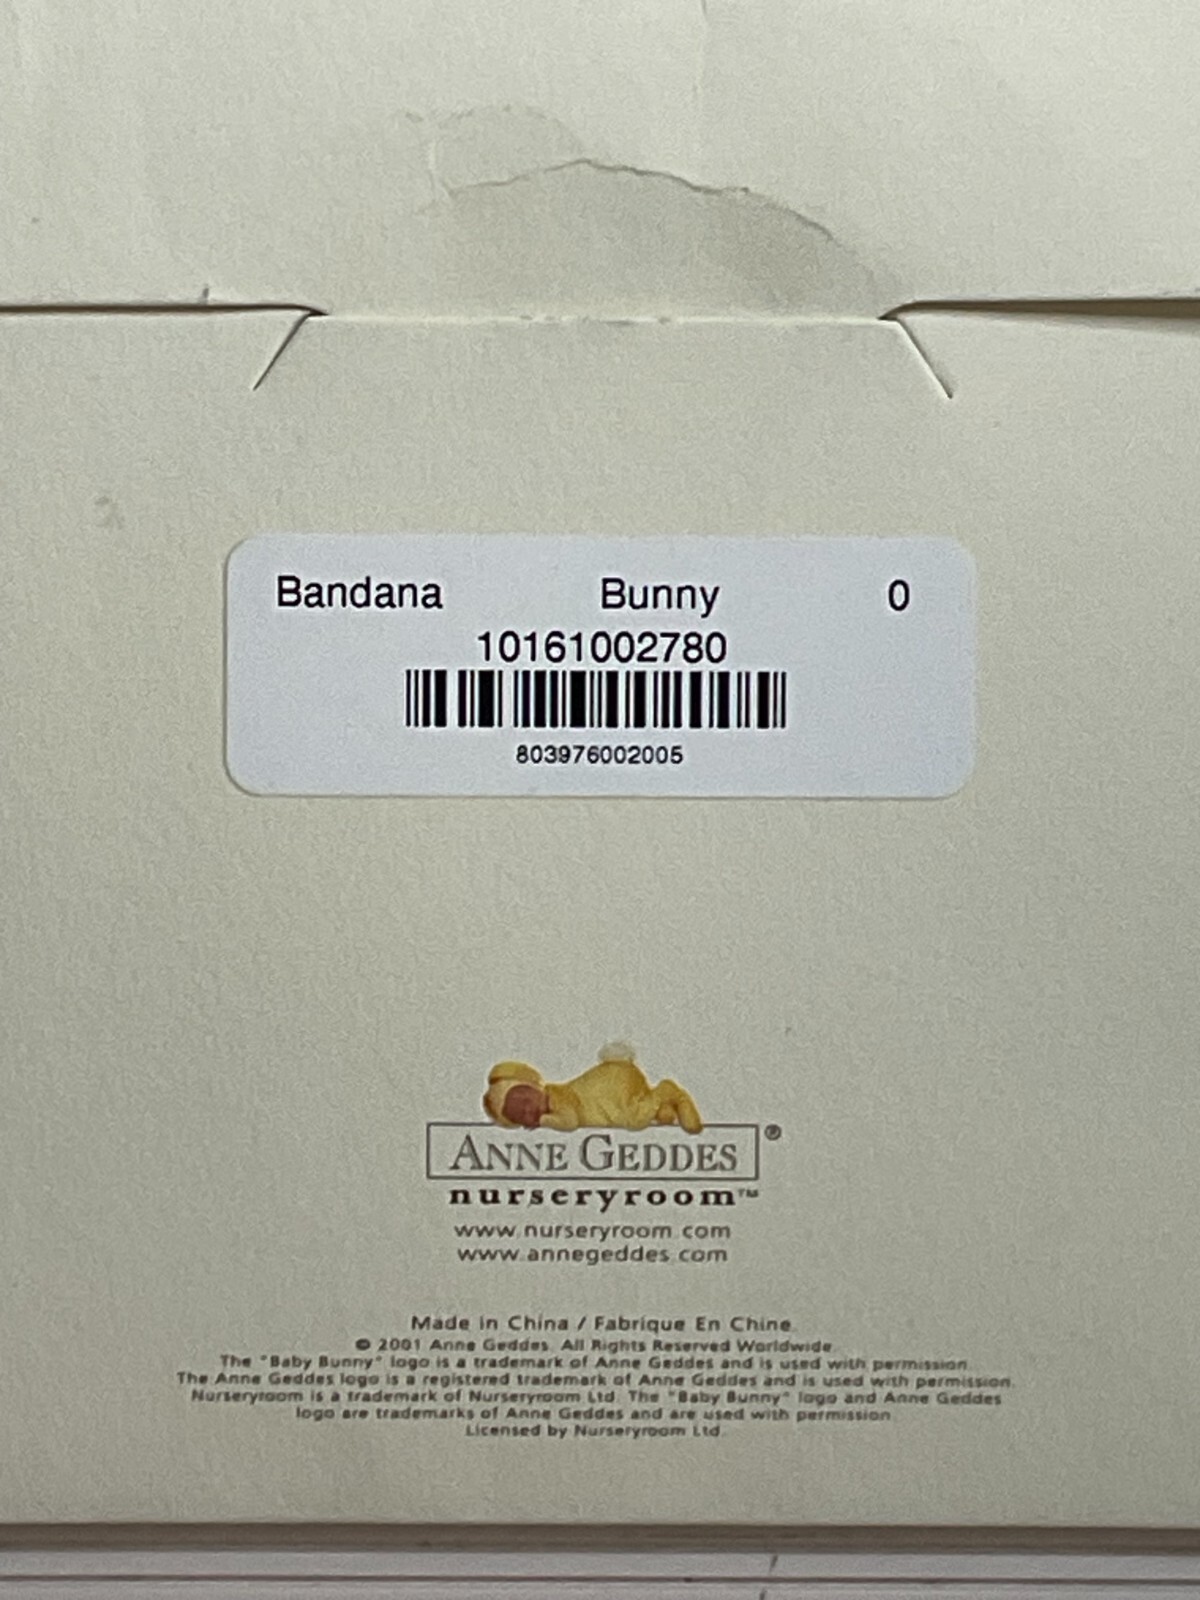 Bandana Bunny 0
10161002780
803976002005
ANNE GEDDES®
nurseryroom™
www.nurseryroom.com
www.annegeddes.com
Made in China / Fabrique En Chine.
© 2001 Anne Geddes. All Rights Reserved Worldwide.
The "Baby Bunny" logo is a trademark of Anne Geddes and is used with permission.
The Anne Geddes logo is a registered trademark of Anne Geddes and is used with permission.
Nurseryroom is a trademark of Nurseryroom Ltd. The "Baby Bunny" logo and Anne Geddes
logo are trademarks of Anne Geddes and are used with permission.
Licensed by Nurseryroom Ltd.